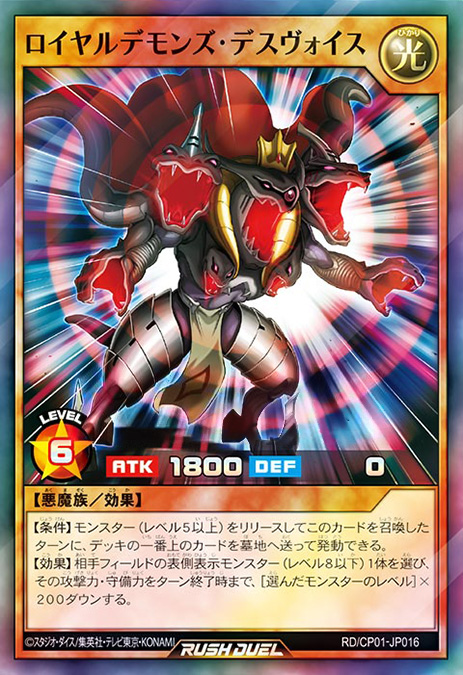 ロイヤルデモンズ・デスヴォイス
ひかり
光
LEVEL
6
ATK 1800 DEF 0
【悪魔族／効果】
【条件】モンスター（レベル５以上）をリリースしてこのカードを召喚した
ターンに、デッキの一番上のカードを墓地へ送って発動できる。
【効果】相手フィールドの表側表示モンスター（レベル８以下）１体を選び、
その攻撃力・守備力をターン終了時まで、［選んだモンスターのレベル］×
２００ダウンする。
©スタジオ・ダイス/集英社・テレビ東京・KONAMI
RUSH DUEL
RD/CP01-JP016